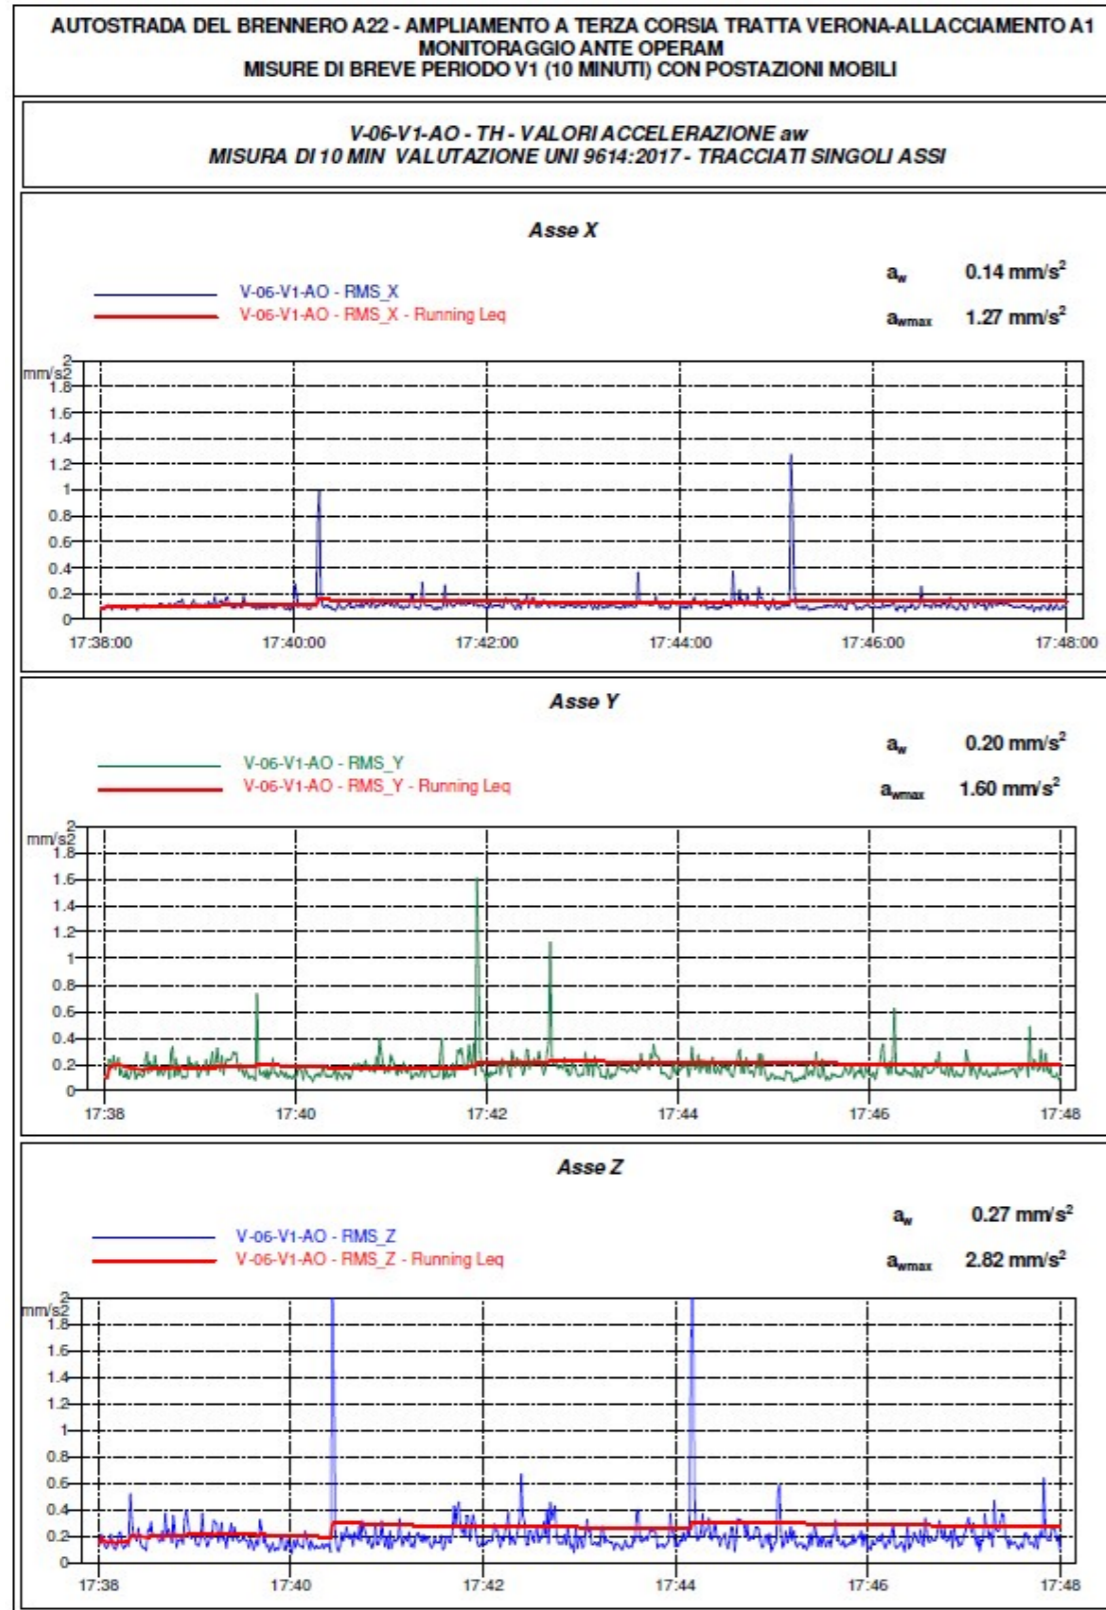 AUTOSTRADA DEL BRENNERO A22 - AMPLIAMENTO A TERZA CORSIA TRATTA VERONA-ALLACCIAMENTO A1
MONITORAGGIO ANTE OPERAM
MISURE DI BREVE PERIODO V1 (10 MINUTI) CON POSTAZIONI MOBILI
V-06-V1-AO - TH - VALORI ACCELERAZIONE aw
MISURA DI 10 MIN VALUTAZIONE UNI 9614:2017 - TRACCIATI SINGOLI ASSI
Asse X
V-06-V1-AO - RMS_X
V-06-V1-AO - RMS_X - Running Leq
aw 0.14 mm/s²
awmax 1.27 mm/s²
2
mm/s2
1.8
1.6
1.4
1.2
1
0.8
0.6
0.4
0.2
0
17:38:00 17:40:00 17:42:00 17:44:00 17:46:00 17:48:00
Asse Y
V-06-V1-AO - RMS_Y
V-06-V1-AO - RMS_Y - Running Leq
aw 0.20 mm/s²
awmax 1.60 mm/s²
2
mm/s2
1.8
1.6
1.4
1.2
1
0.8
0.6
0.4
0.2
0
17:38 17:40 17:42 17:44 17:46 17:48
Asse Z
V-06-V1-AO - RMS_Z
V-06-V1-AO - RMS_Z - Running Leq
aw 0.27 mm/s²
awmax 2.82 mm/s²
2
mm/s2
1.8
1.6
1.4
1.2
1
0.8
0.6
0.4
0.2
0
17:38 17:40 17:42 17:44 17:46 17:48